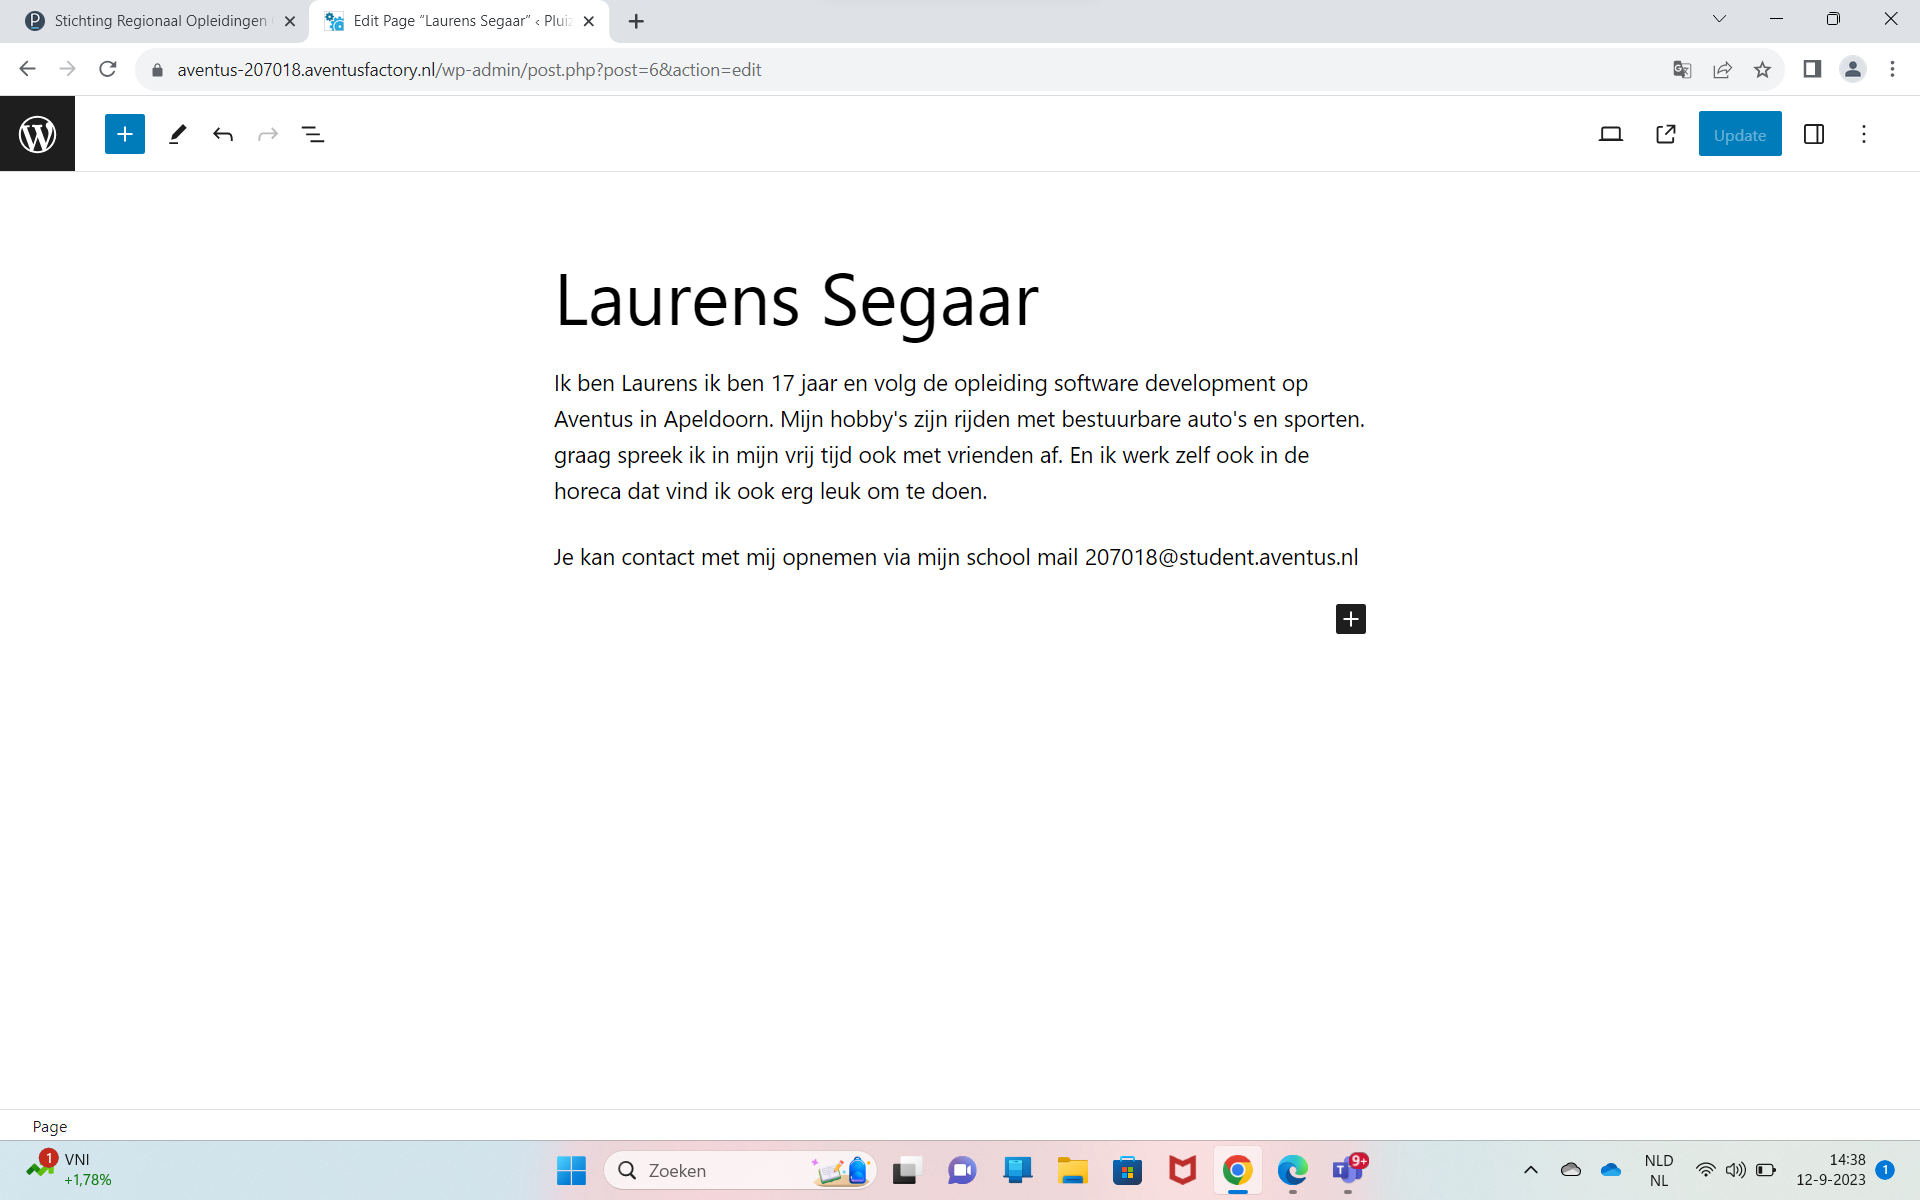 Stichting Regionaal Opleidingen
Edit Page “Laurens Segaar” ‹ Pluiz
aventus-207018.aventusfactory.nl/wp-admin/post.php?post=6&action=edit
Update
Laurens Segaar
Ik ben Laurens ik ben 17 jaar en volg de opleiding software development op
Aventus in Apeldoorn. Mijn hobby's zijn rijden met bestuurbare auto's en sporten.
graag spreek ik in mijn vrij tijd ook met vrienden af. En ik werk zelf ook in de
horeca dat vind ik ook erg leuk om te doen.
Je kan contact met mij opnemen via mijn school mail 207018@student.aventus.nl
Page
1
VNI
+1,78%
Zoeken
9+
NLD
NL
14:38
12-9-2023
1